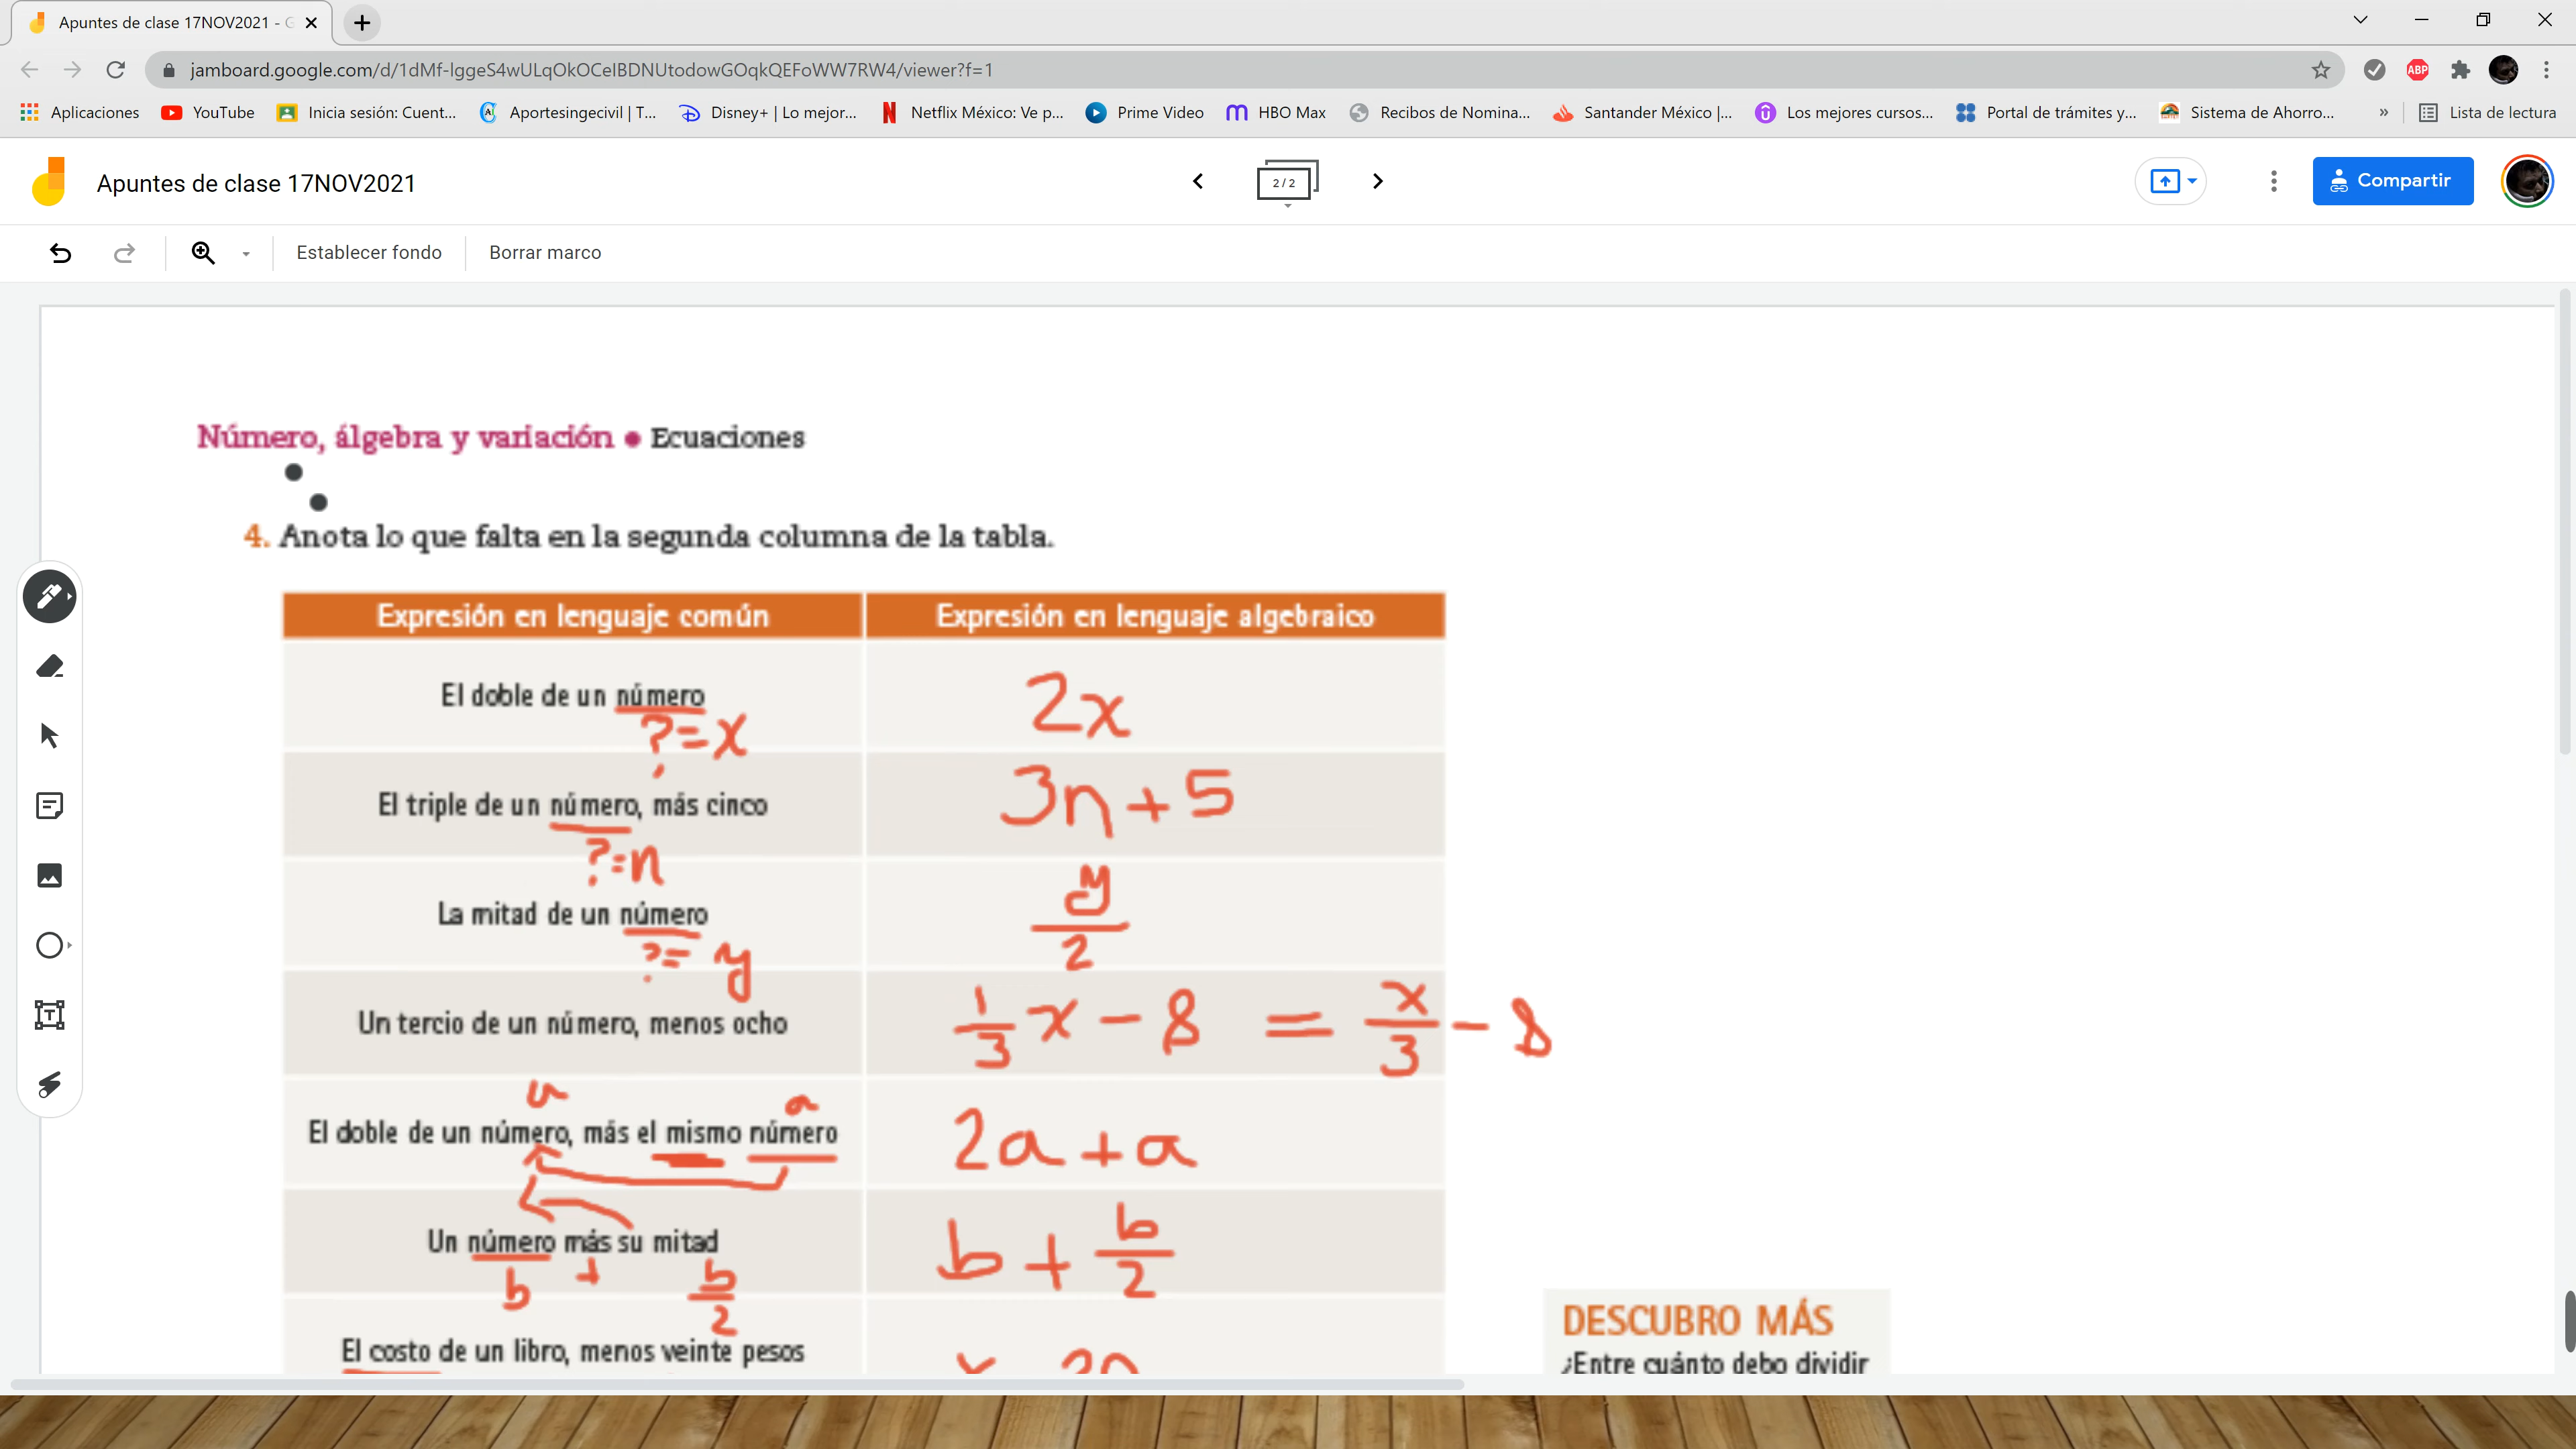 Apuntes de clase 17NOV2021 - G
jamboard.google.com/d/1dMf-lggeS4wULqOkOCeIBDNUtodowGOqkQEFoWW7RW4/viewer?f=1
ABP
Aplicaciones YouTube Inicia sesión: Cuent... Aportesingecivil | T... Disney+ | Lo mejor... Netflix México: Ve p... Prime Video HBO Max Recibos de Nomina... Santander México |... Los mejores cursos... Portal de trámites y... Sistema de Ahorro... » Lista de lectura
Apuntes de clase 17NOV2021
2 / 2
Compartir
Establecer fondo Borrar marco
Número, álgebra y variación • Ecuaciones
4. Anota lo que falta en la segunda columna de la tabla.
Expresión en lenguaje común Expresión en lenguaje algebraico
El doble de un número 2x
? = x
El triple de un número, más cinco 3n + 5
? = n
La mitad de un número y/2
? = y
Un tercio de un número, menos ocho 1/3 x - 8 = x/3 - 8
a a
El doble de un número, más el mismo número 2a + a
Un número más su mitad b + b/2
b + b/2
El costo de un libro, menos veinte pesos
DESCUBRO MÁS
¿Entre cuánto debo dividir